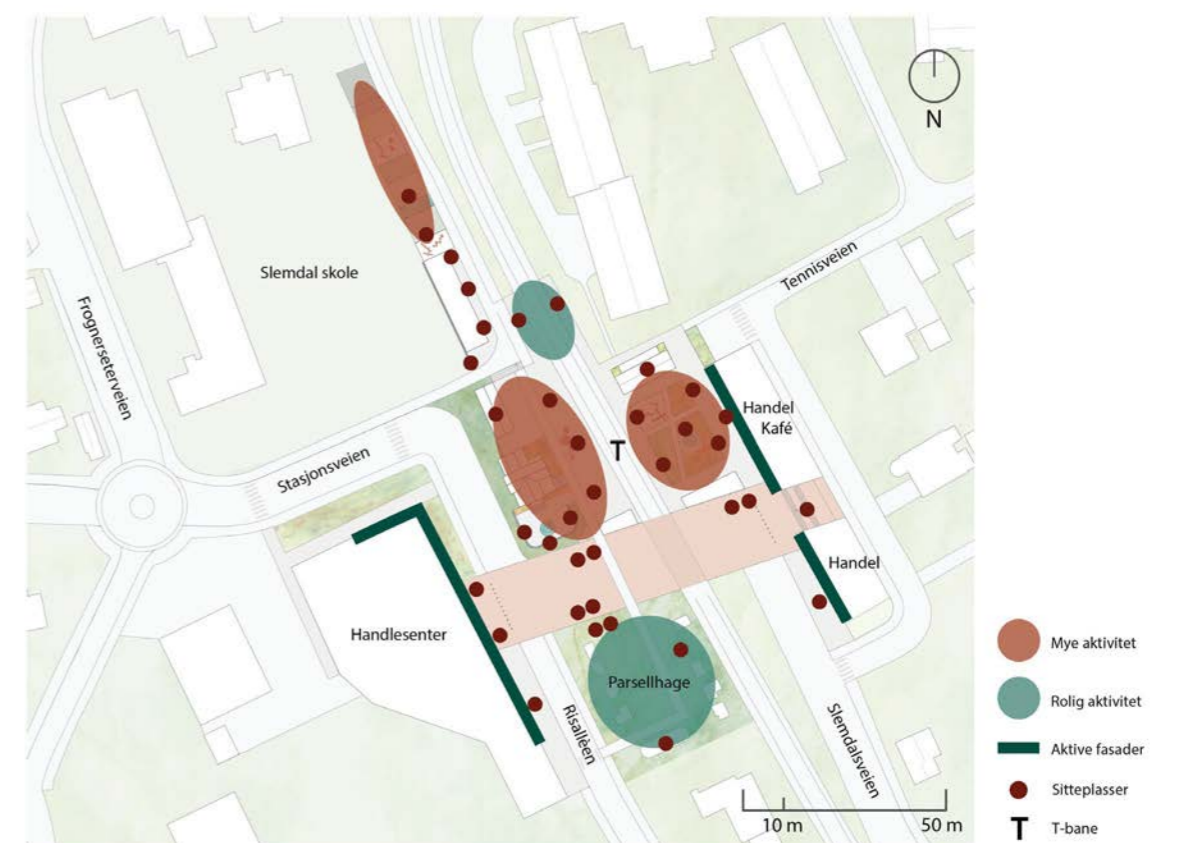 N
Tennisveien
Slemdal skole
Frognerseterveien
Handel
Kafé
T
Stasjonsveien
Handel
Handlesenter
Parsellhage
Risallèen
Slemdalsveien
10 m
50 m
Mye aktivitet
Rolig aktivitet
Aktive fasader
Sitteplasser
T
T-bane